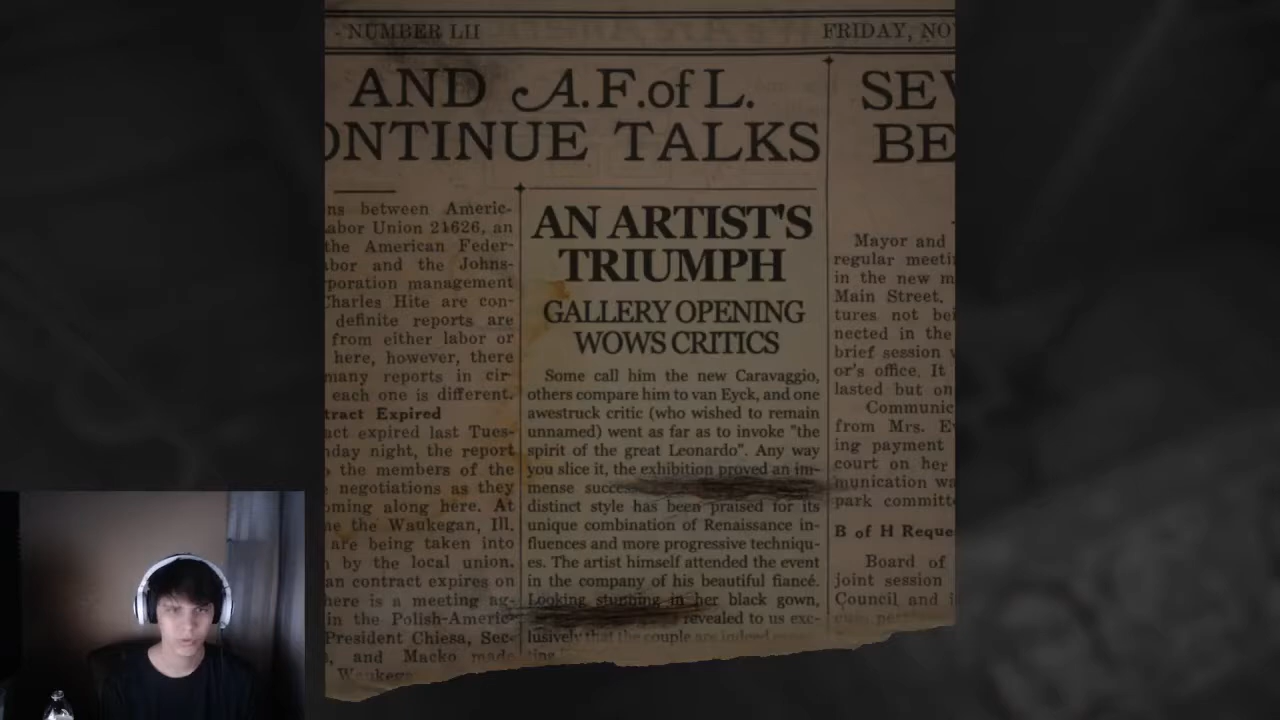 - NUMBER LII
FRIDAY, NO
AND A.F.of L.
ONTINUE TALKS
SE
BE
ns between Americ-
abor Union 21626, an
the American Feder-
bor and the Johns-
poration management
Charles Hite are con-
definite reports are
from either labor or
here, however, there
many reports in cir-
each one is different.
tract Expired
act expired last Tues-
day night, the report
the members of the
negotiations as they
oming along here. At
e the Waukegan, Ill.
are being taken into
by the local union.
an contract expires on
here is a meeting ag-
in the Polish-Americ-
President Chiesa, Sec-
, and Macko made
Waukega
AN ARTIST'S
TRIUMPH
GALLERY OPENING
WOWS CRITICS
Some call him the new Caravaggio,
others compare him to van Eyck, and one
awestruck critic (who wished to remain
unnamed) went as far as to invoke "the
spirit of the great Leonardo". Any way
you slice it, the exhibition proved an im-
mense succes
distinct style has been praised for its
unique combination of Renaissance in-
fluences and more progressive techniqu-
es. The artist himself attended the event
in the company of his beautiful fiancé.
Looking stunning in her black gown,
revealed to us exc-
lusively that the couple are indeed
ting
Mayor and
regular meeti
in the new m
Main Street.
tures not bei
nected in the
brief session
or's office. It
lasted but on
Communic
from Mrs. E
ing payment
court on her
munication wa
park committe
B of H Reque
Board of
joint session
Council and